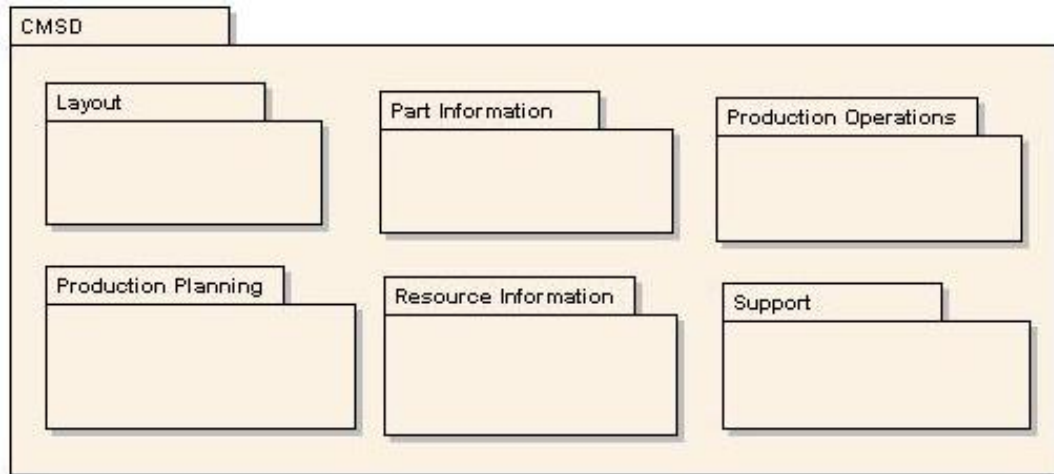 CMSD
Layout
Part Information
Production Operations
Production Planning
Resource Information
Support